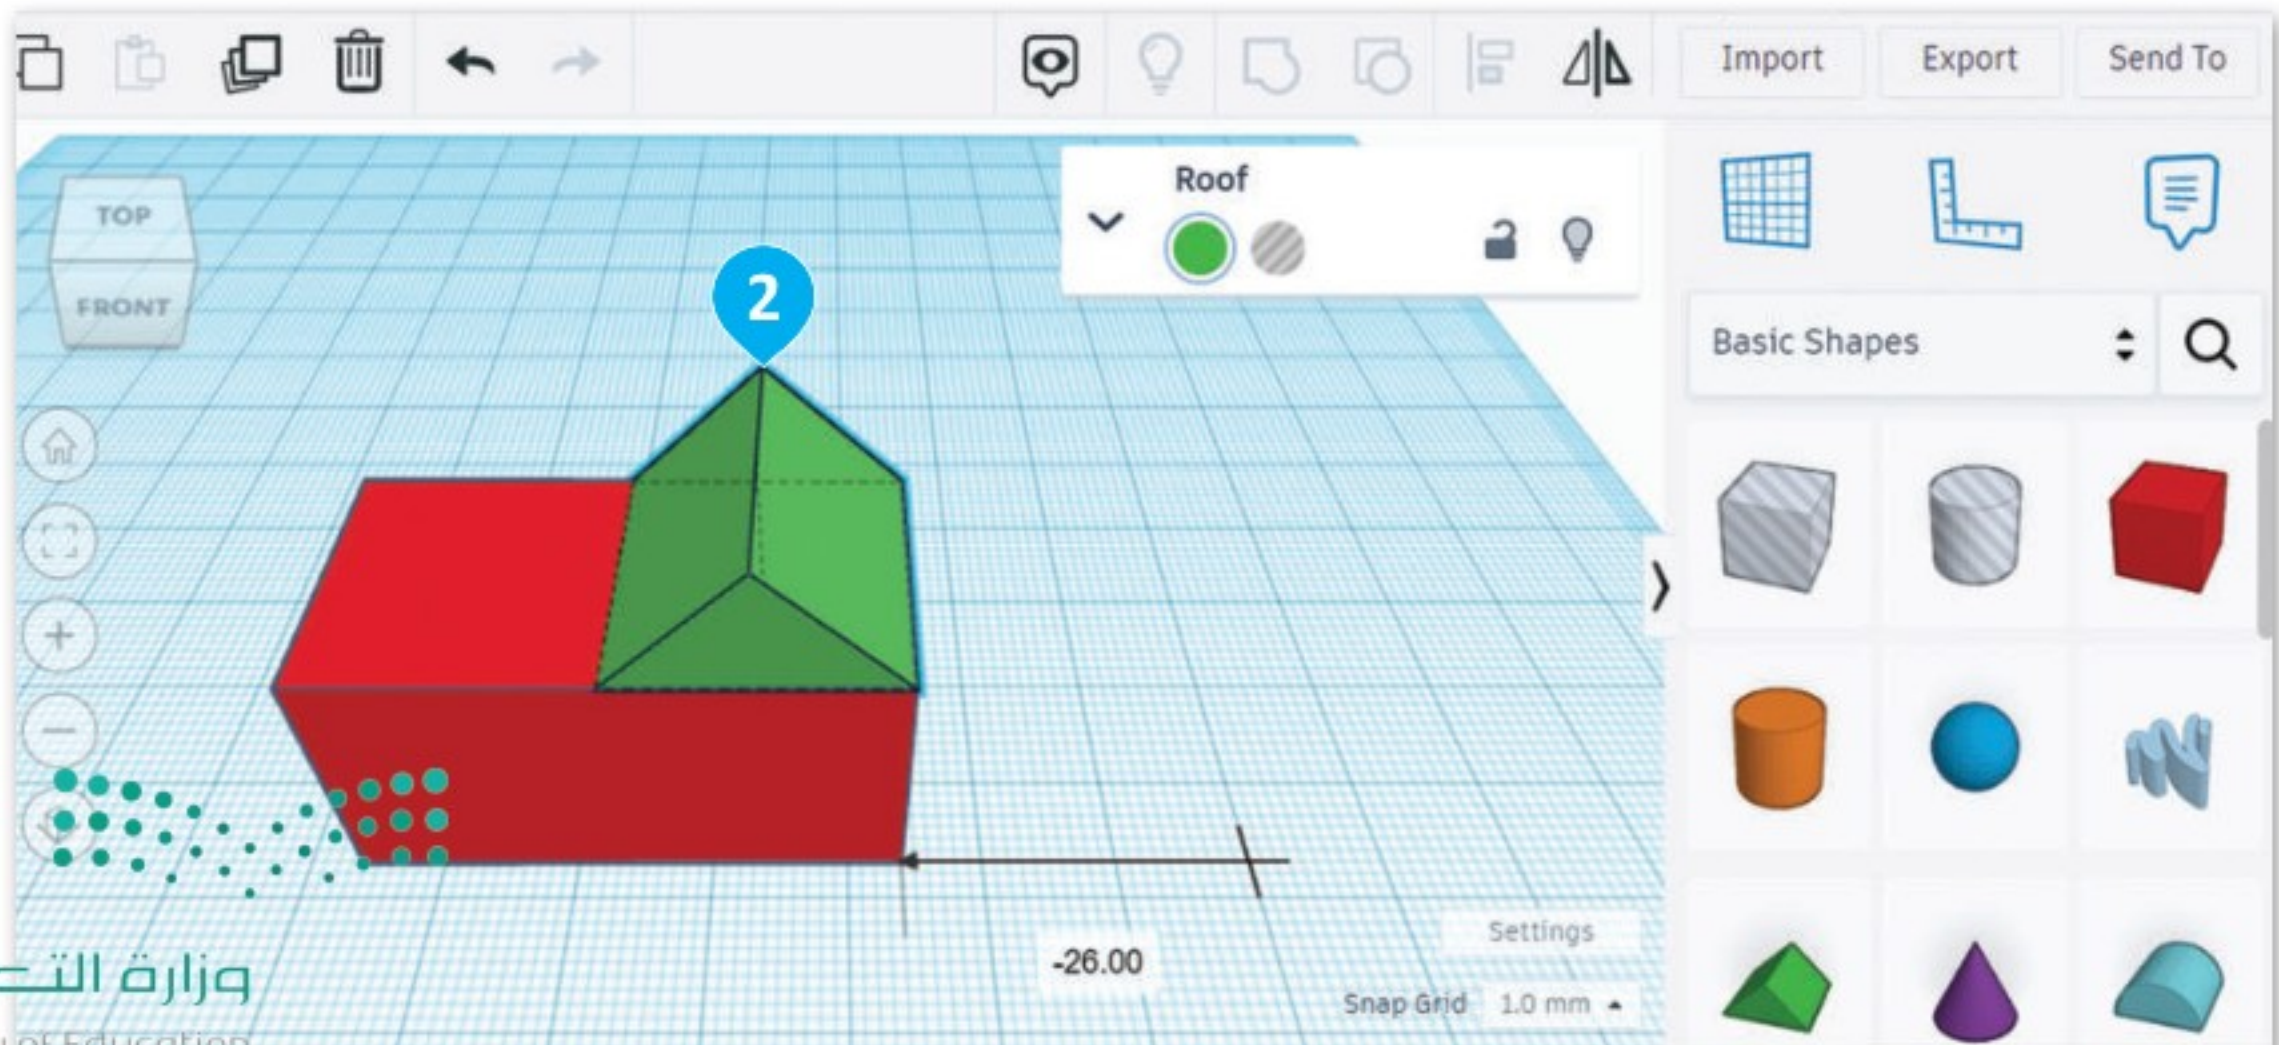 Import Export Send To
TOP
FRONT
Roof
2
Basic Shapes
-26.00
Settings
Snap Grid 1.0 mm
وزارة
Education